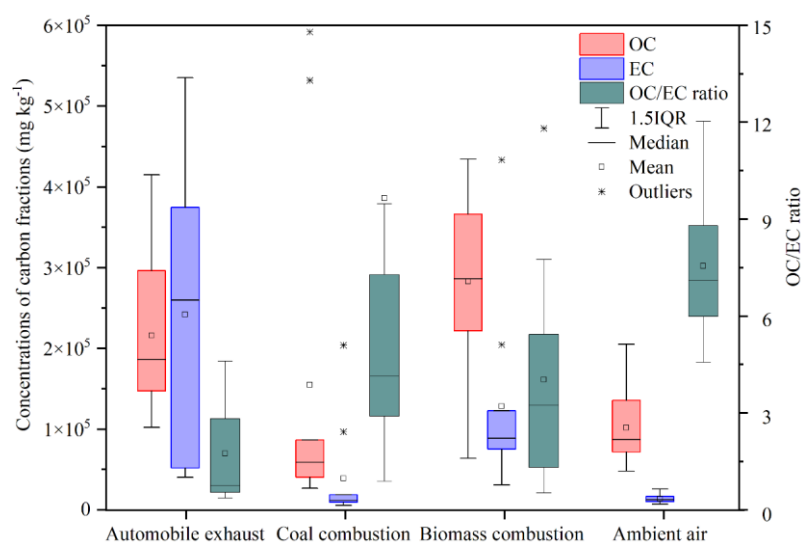 Concentrations of carbon fractions (mg kg⁻¹)
6×10⁵
5×10⁵
4×10⁵
3×10⁵
2×10⁵
1×10⁵
0
OC
EC
OC/EC ratio
1.5IQR
Median
Mean
Outliers
15
12
9
6
3
0
OC/EC ratio
Automobile exhaust
Coal combustion
Biomass combustion
Ambient air